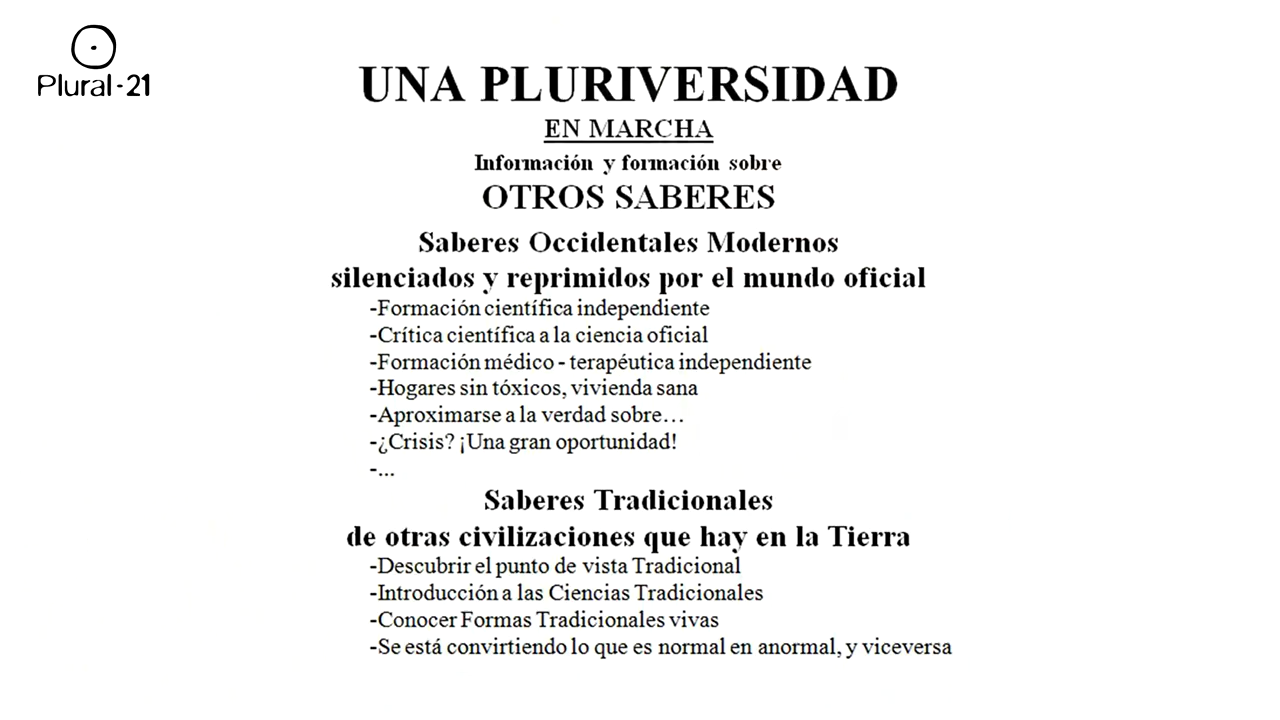 Plural-21
UNA PLURIVERSIDAD
EN MARCHA
Información y formación sobre
OTROS SABERES
Saberes Occidentales Modernos
silenciados y reprimidos por el mundo oficial
-Formación científica independiente
-Crítica científica a la ciencia oficial
-Formación médico - terapéutica independiente
-Hogares sin tóxicos, vivienda sana
-Aproximarse a la verdad sobre…
-¿Crisis? ¡Una gran oportunidad!
-...
Saberes Tradicionales
de otras civilizaciones que hay en la Tierra
-Descubrir el punto de vista Tradicional
-Introducción a las Ciencias Tradicionales
-Conocer Formas Tradicionales vivas
-Se está convirtiendo lo que es normal en anormal, y viceversa